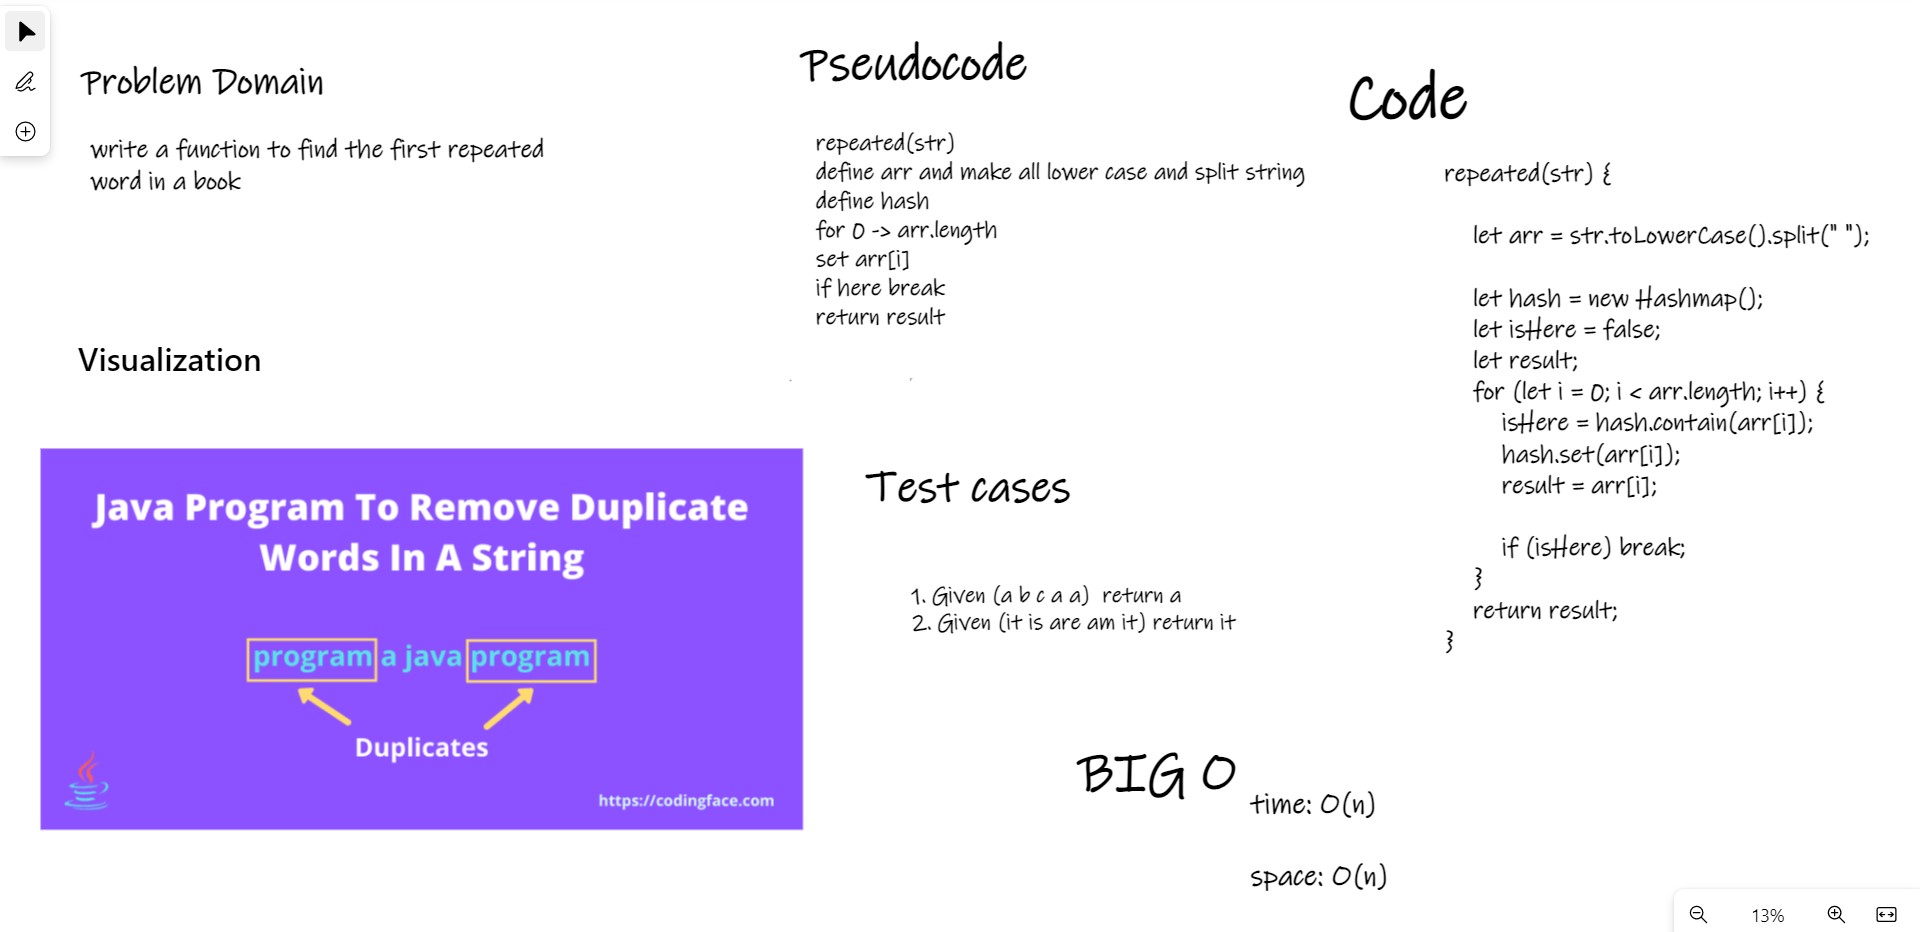 Problem Domain
write a function to find the first repeated
word in a book
Visualization
Java Program To Remove Duplicate
Words In A String
program a java program
Duplicates
https://codingface.com
Pseudocode
repeated(str)
define arr and make all lower case and split string
define hash
for 0 -> arr.length
set arr[i]
if here break
return result
Test cases
1. Given (a b c a a)  return a
2. Given (it is are am it) return it
BIG O
time: O(n)
space: O(n)
Code
repeated(str) {
let arr = str.toLowerCase().split(" ");
let hash = new Hashmap();
let isHere = false;
let result;
for (let i = 0; i < arr.length; i++) {
isHere = hash.contain(arr[i]);
hash.set(arr[i]);
result = arr[i];
if (isHere) break;
}
return result;
}
13%